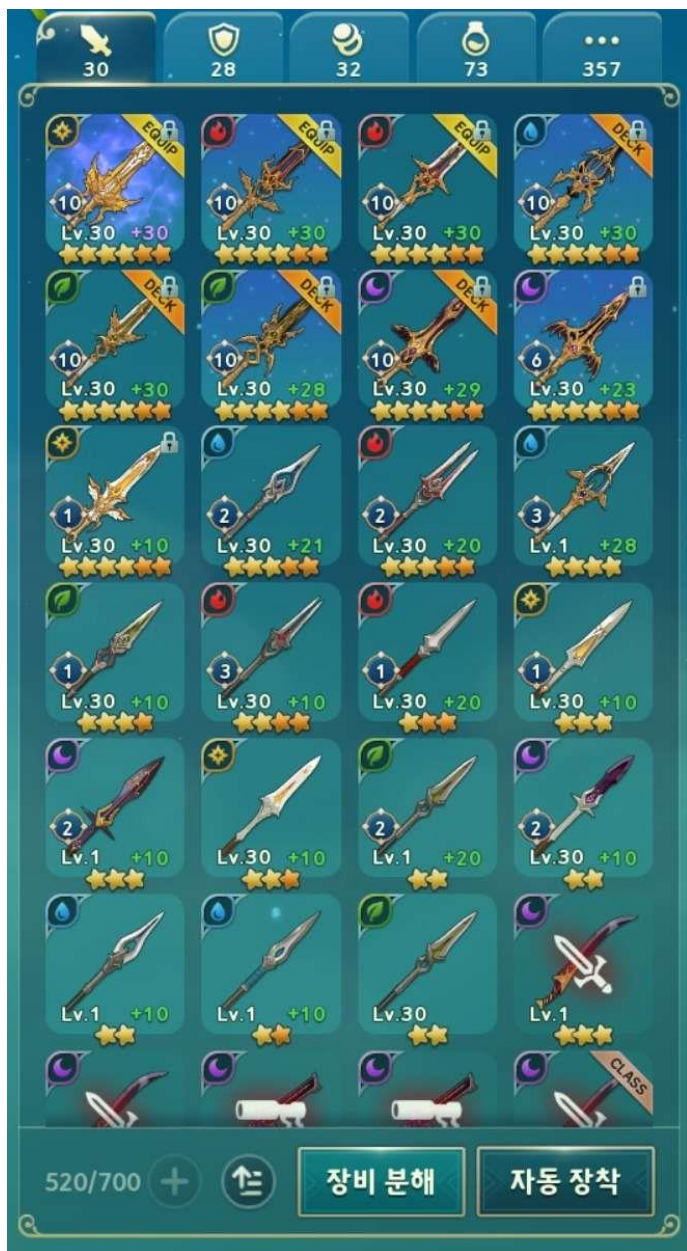 30 28 32 73 357
EQUIP EQUIP EQUIP DECK
10 10 10 10
Lv.30 +30 Lv.30 +30 Lv.30 +30 Lv.30 +30
DECK DECK DECK
10 10 10 6
Lv.30 +30 Lv.30 +28 Lv.30 +29 Lv.30 +23
1 2 2 3
Lv.30 +10 Lv.30 +21 Lv.30 +20 Lv.1 +28
1 3 1 1
Lv.30 +10 Lv.30 +10 Lv.30 +20 Lv.30 +10
2 2 2
Lv.1 +10 Lv.30 +10 Lv.1 +20 Lv.30 +10
Lv.1 +10 Lv.1 +10 Lv.30 Lv.1
CLASS
520/700 장비 분해 자동 장착